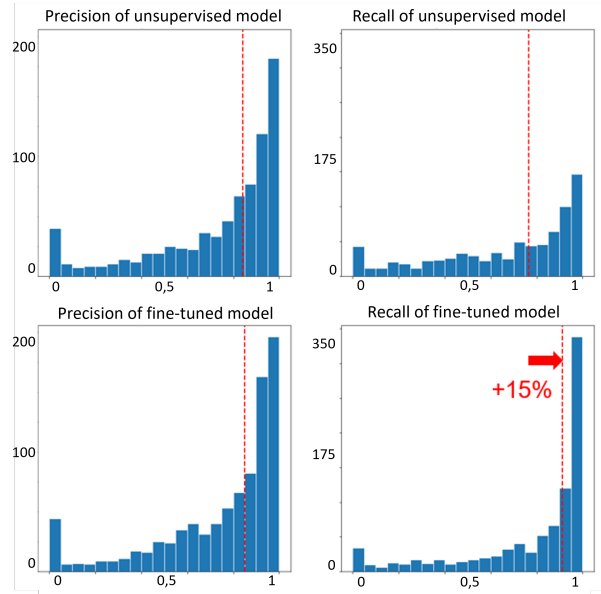 Precision of unsupervised model
200
100
0
0 0,5 1
Recall of unsupervised model
350
175
0
0 0,5 1
Precision of fine-tuned model
200
100
0
0 0,5 1
Recall of fine-tuned model
350
+15%
175
0
0 0,5 1